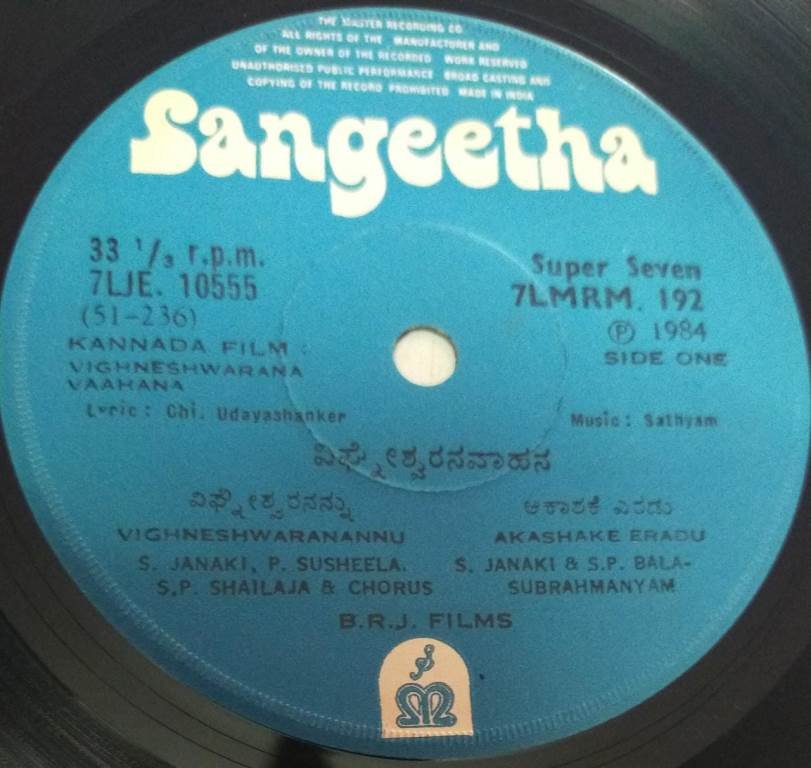 THE MASTER RECORDING CO.
ALL RIGHTS OF THE MANUFACTURER AND
OF THE OWNER OF THE RECORDED WORK RESERVED
UNAUTHORISED PUBLIC PERFORMANCE BROAD CASTING AND
COPYING OF THE RECORD PROHIBITED MADE IN INDIA
Sangeetha
33 1/3 r.p.m.
7LJE. 10555
(51-236)
Super Seven
7LMRM. 192
Ⓟ 1984
SIDE ONE
KANNADA FILM :
VIGHNESHWARANA
VAAHANA
Lyric : Chi. Udayashanker
Music : Sathyam
ವಿಘ್ನೇಶ್ವರನವಾಹನ
ವಿಘ್ನೇಶ್ವರನನ್ನು
VIGHNESHWARANANNU
S. JANAKI, P. SUSHEELA.
S.P. SHAILAJA & CHORUS
ಆಕಾಶಕೆ ಎರಡು
AKASHAKE ERADU
S. JANAKI & S.P. BALA-
SUBRAHMANYAM
B.R.J. FILMS